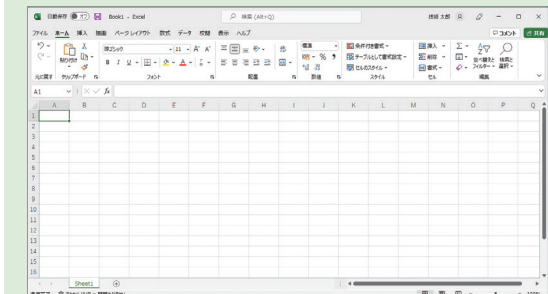 自動保存 オフ Book1 - Excel 検索 (Alt+Q) 技術 太郎
ファイル ホーム 挿入 描画 ページ レイアウト 数式 データ 校閲 表示 ヘルプ コメント 共有
貼り付け 游ゴシック 11 標準 条件付き書式 挿入
B I U A テーブルとして書式設定 削除 並べ替えと 検索と
セルのスタイル 書式 フィルター 選択
元に戻す クリップボード フォント 配置 数値 スタイル セル 編集
A1 fx
A B C D E F G H I J K L M N O P Q
1
2
3
4
5
6
7
8
9
10
11
12
13
14
15
16
Sheet1
100%